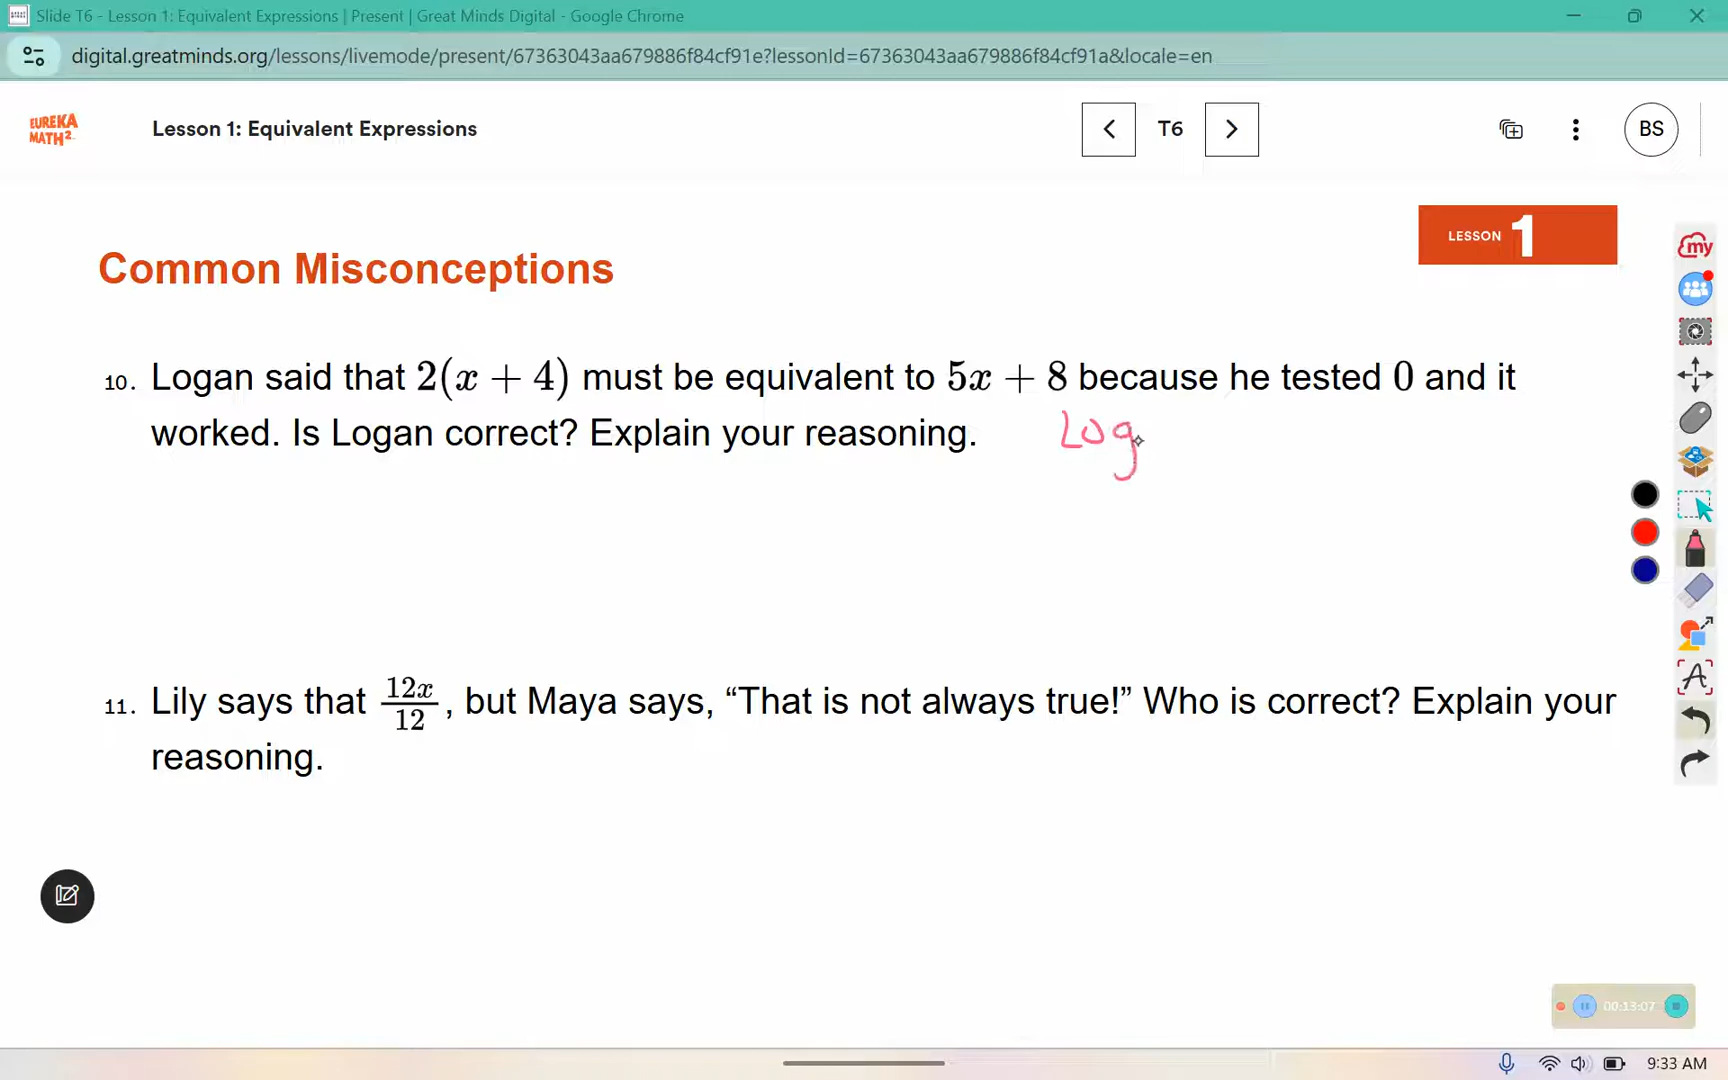 Slide T6 - Lesson 1: Equivalent Expressions | Present | Great Minds Digital - Google Chrome
digital.greatminds.org/lessons/livemode/present/67363043aa679886f84cf91e?lessonId=67363043aa679886f84cf91a&locale=en
EUREKA
MATH²
Lesson 1: Equivalent Expressions
T6
BS
LESSON 1
my
Common Misconceptions
10. Logan said that 2(x + 4) must be equivalent to 5x + 8 because he tested 0 and it
worked. Is Logan correct? Explain your reasoning.
Log
11. Lily says that 12x/12, but Maya says, “That is not always true!” Who is correct? Explain your
reasoning.
A
00:13:07
9:33 AM